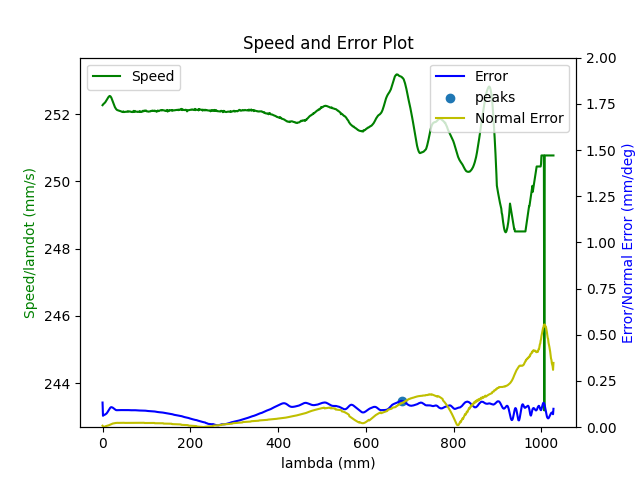 Speed and Error Plot
Speed
Error
peaks
Normal Error
252
250
248
246
244
2.00
1.75
1.50
1.25
1.00
0.75
0.50
0.25
0.00
0
200
400
600
800
1000
lambda (mm)
Speed/lamdot (mm/s)
Error/Normal Error (mm/deg)